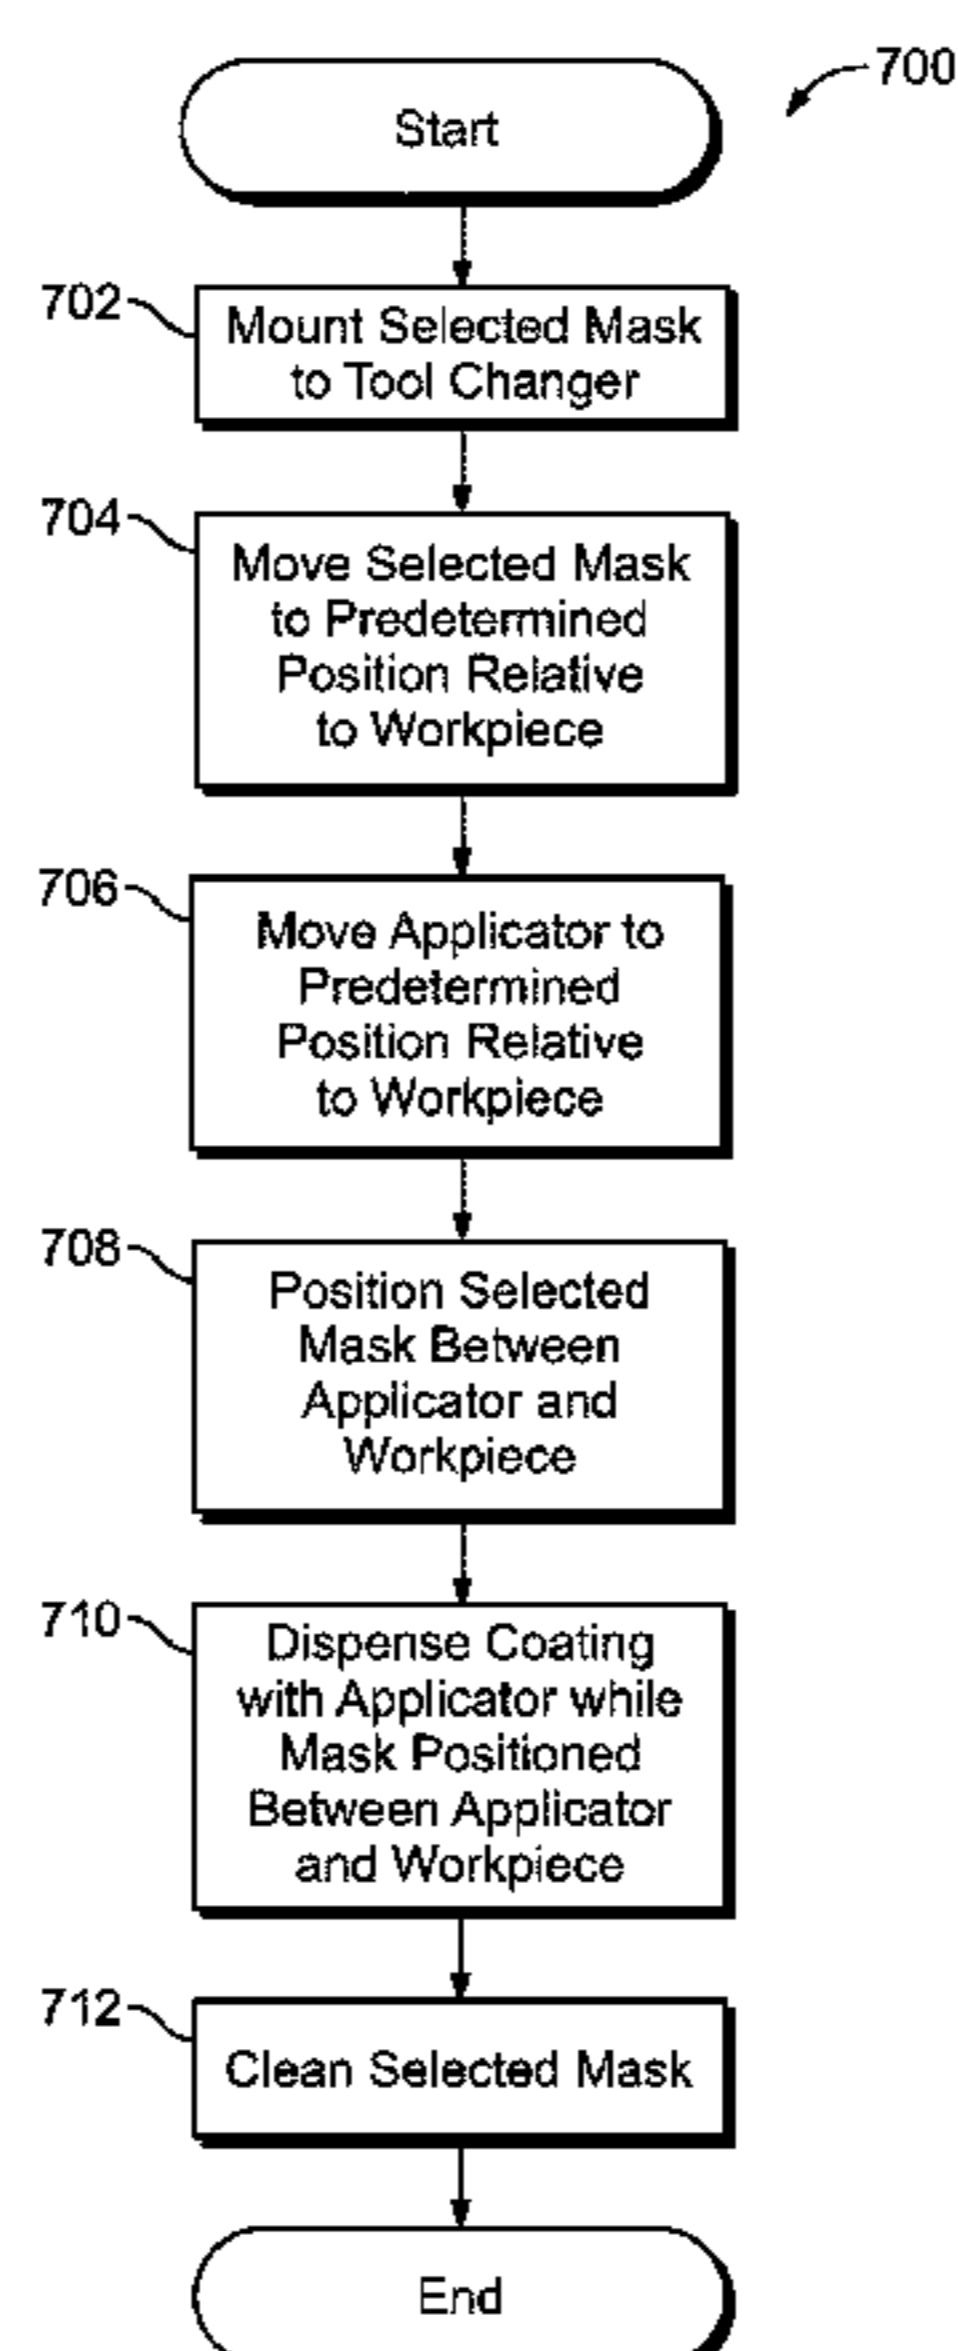 700
Start
702
Mount Selected Mask
to Tool Changer
704
Move Selected Mask
to Predetermined
Position Relative
to Workpiece
706
Move Applicator to
Predetermined
Position Relative
to Workpiece
708
Position Selected
Mask Between
Applicator and
Workpiece
710
Dispense Coating
with Applicator while
Mask Positioned
Between Applicator
and Workpiece
712
Clean Selected Mask
End